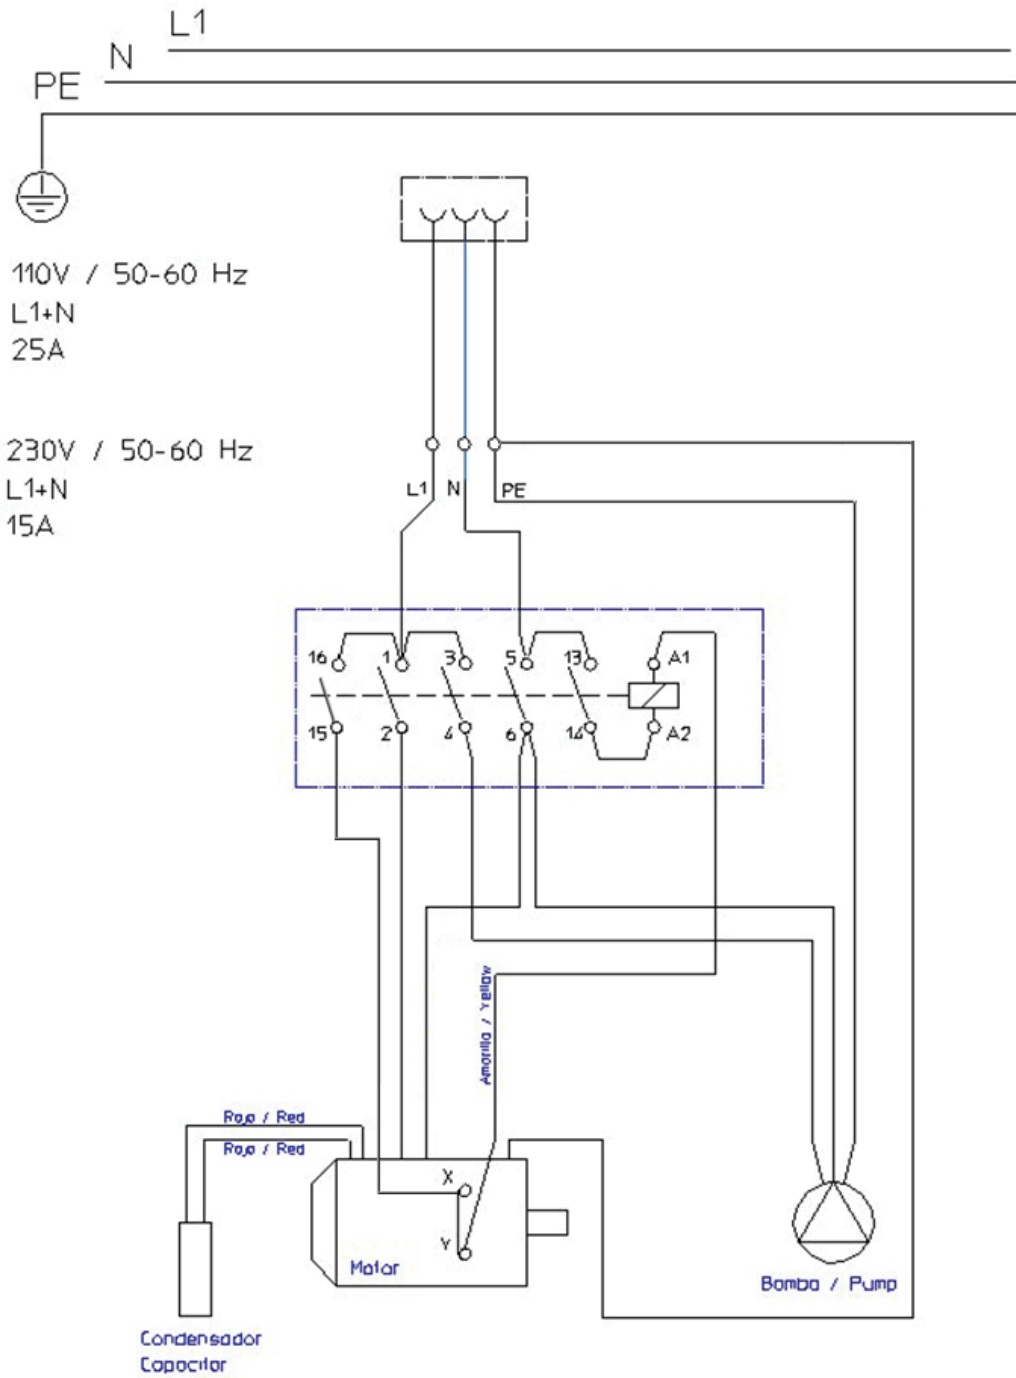 L1
N
PE
110V / 50-60 Hz
L1+N
25A
230V / 50-60 Hz
L1+N
15A
L1 N PE
16 1 3 5 13 A1
15 2 4 6 14 A2
Amarilla / Yellow
Rojo / Red
Rojo / Red
X
Y
Motor
Bomba / Pump
Condensador
Capacitor